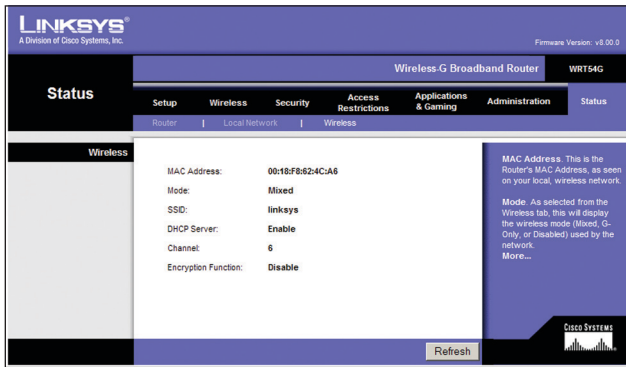 LINKSYS®
A Division of Cisco Systems, Inc.
Firmware Version: v8.00.0
Wireless-G Broadband Router WRT54G
Status
Setup Wireless Security Access Restrictions Applications & Gaming Administration Status
Router | Local Network | Wireless
Wireless
MAC Address: 00:18:F8:62:4C:A6
Mode: Mixed
SSID: linksys
DHCP Server: Enable
Channel: 6
Encryption Function: Disable
MAC Address. This is the
Router's MAC Address, as seen
on your local, wireless network.
Mode. As selected from the
Wireless tab, this will display
the wireless mode (Mixed, G-
Only, or Disabled) used by the
network.
More...
Refresh
CISCO SYSTEMS